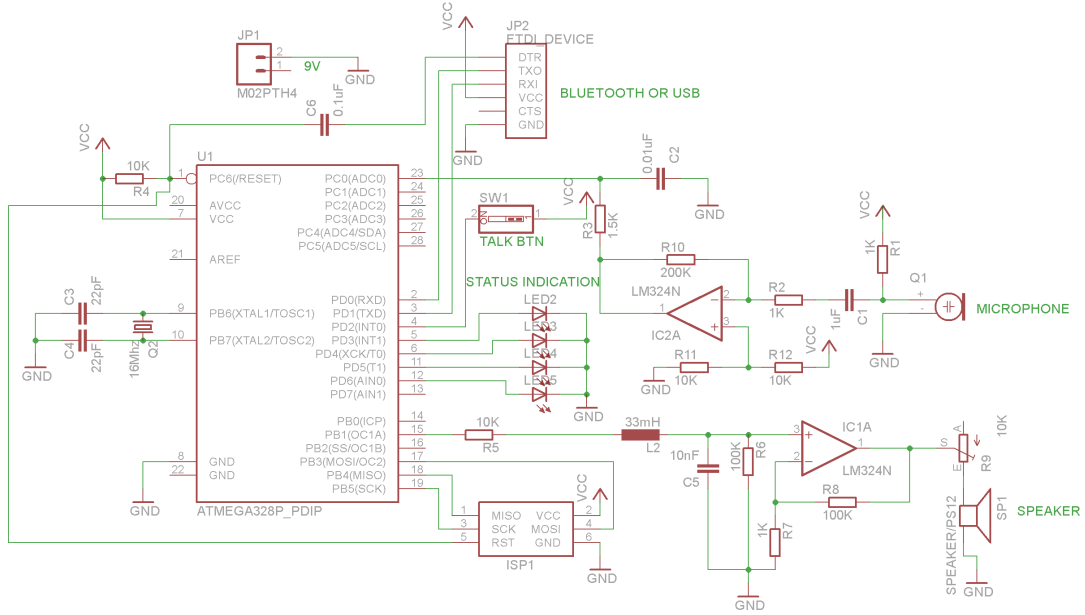 VCC
JP2
FTDI_DEVICE
JP1
2
1
9V
GND
M02PTH4
C6
0.1uF
DTR
TXO
RXI
VCC
CTS
GND
BLUETOOTH OR USB
GND
VCC
10K
R4
U1
1 PC6(/RESET) PC0(ADC0) 23
PC1(ADC1) 24
20 AVCC PC2(ADC2) 25
7 VCC PC3(ADC3) 26
PC4(ADC4/SDA) 27
PC5(ADC5/SCL) 28
21 AREF
PD0(RXD) 2
9 PB6(XTAL1/TOSC1) PD1(TXD) 3
PD2(INT0) 4
10 PB7(XTAL2/TOSC2) PD3(INT1) 5
PD4(XCK/T0) 6
PD5(T1) 11
PD6(AIN0) 12
PD7(AIN1) 13
PB0(ICP) 14
PB1(OC1A) 15
PB2(SS/OC1B) 16
8 GND PB3(MOSI/OC2) 17
22 GND PB4(MISO) 18
PB5(SCK) 19
ATMEGA328P_PDIP
C3
22pF
C4
22pF
16Mhz
Q2
GND
GND
0.01uF
C2
GND
SW1
2
ON
1
TALK BTN
VCC
R3
1.5K
STATUS INDICATION
LED2
LED3
LED4
LED5
GND
R10
200K
LM324N
1
2
3
IC2A
R2
1K
1uF
C1
VCC
1K
R1
Q1
+
-
MICROPHONE
GND
R11
10K
GND
VCC
R12
10K
10K
R5
33mH
L2
10nF
C5
100K
R6
3
2
1
IC1A
LM324N
R8
100K
1K
R7
GND
S
A
E
10K
R9
SPEAKER/PS12
SP1
SPEAKER
GND
1 MISO VCC 2
3 SCK MOSI 4
5 RST GND 6
ISP1
VCC
GND